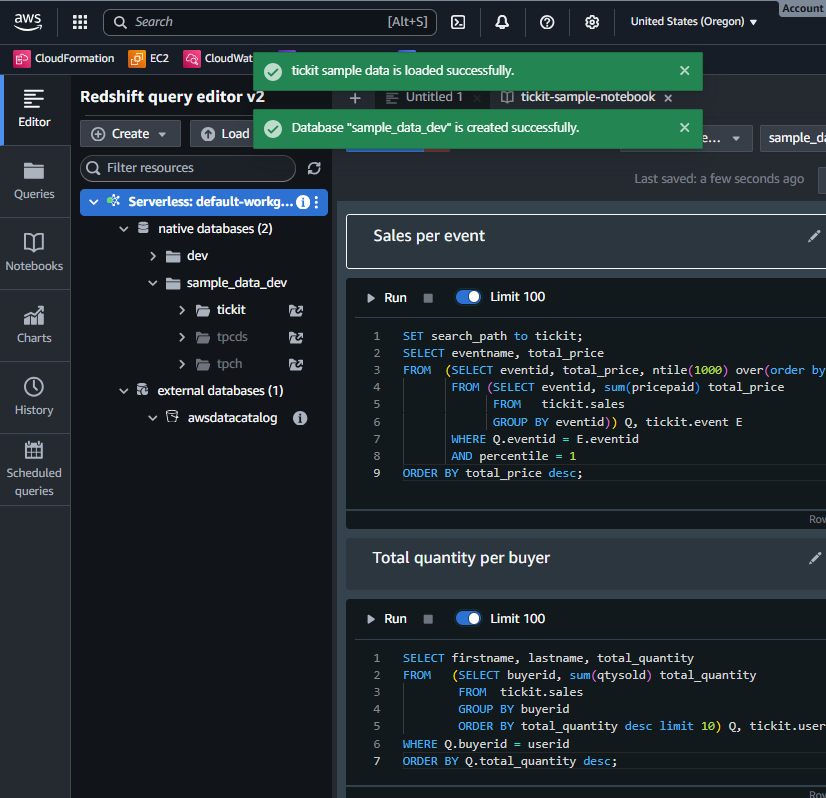 aws
Search
[Alt+S]
United States (Oregon)
Account
CloudFormation
EC2
CloudWat
tickit sample data is loaded successfully.
Database "sample_data_dev" is created successfully.
Editor
Queries
Notebooks
Charts
History
Scheduled
queries
Redshift query editor v2
Create
Load
Filter resources
Serverless: default-workg...
native databases (2)
dev
sample_data_dev
tickit
tpcds
tpch
external databases (1)
awsdatacatalog
Untitled 1
tickit-sample-notebook
e...
sample_da
Last saved: a few seconds ago
Sales per event
Run
Limit 100
1 SET search_path to tickit;
2 SELECT eventname, total_price
3 FROM (SELECT eventid, total_price, ntile(1000) over(order by
4 FROM (SELECT eventid, sum(pricepaid) total_price
5 FROM tickit.sales
6 GROUP BY eventid)) Q, tickit.event E
7 WHERE Q.eventid = E.eventid
8 AND percentile = 1
9 ORDER BY total_price desc;
Row
Total quantity per buyer
Run
Limit 100
1 SELECT firstname, lastname, total_quantity
2 FROM (SELECT buyerid, sum(qtysold) total_quantity
3 FROM tickit.sales
4 GROUP BY buyerid
5 ORDER BY total_quantity desc limit 10) Q, tickit.user
6 WHERE Q.buyerid = userid
7 ORDER BY Q.total_quantity desc;
Row